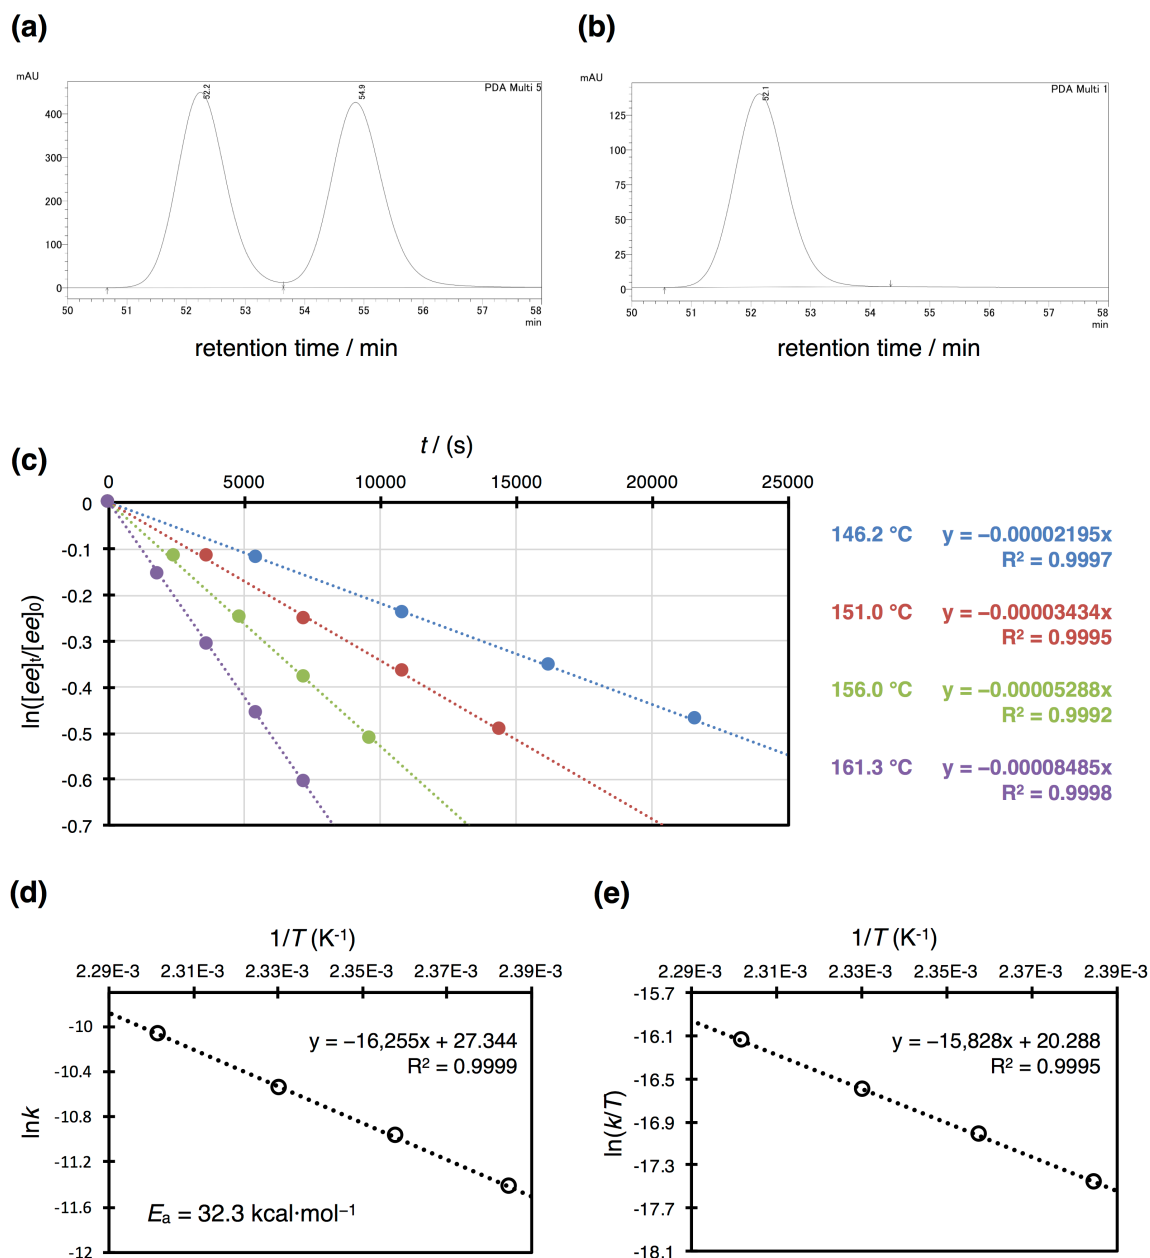 (a)
(b)
mAU
PDA Multi 5
52.2
54.9
400
300
200
100
0
50 51 52 53 54 55 56 57 58
min
retention time / min
mAU
PDA Multi 1
52.1
125
100
75
50
25
0
50 51 52 53 54 55 56 57 58
min
retention time / min
(c)
t / (s)
0 5000 10000 15000 20000 25000
0
-0.1
-0.2
-0.3
-0.4
-0.5
-0.6
-0.7
ln([ee]t/[ee]0)
146.2 °C y = −0.00002195x
R² = 0.9997
151.0 °C y = −0.00003434x
R² = 0.9995
156.0 °C y = −0.00005288x
R² = 0.9992
161.3 °C y = −0.00008485x
R² = 0.9998
(d)
1/T (K-1)
2.29E-3 2.31E-3 2.33E-3 2.35E-3 2.37E-3 2.39E-3
-10
-10.4
-10.8
-11.2
-11.6
-12
lnk
y = −16,255x + 27.344
R² = 0.9999
Ea = 32.3 kcal·mol−1
(e)
1/T (K-1)
2.29E-3 2.31E-3 2.33E-3 2.35E-3 2.37E-3 2.39E-3
-15.7
-16.1
-16.5
-16.9
-17.3
-17.7
-18.1
ln(k/T)
y = −15,828x + 20.288
R² = 0.9995